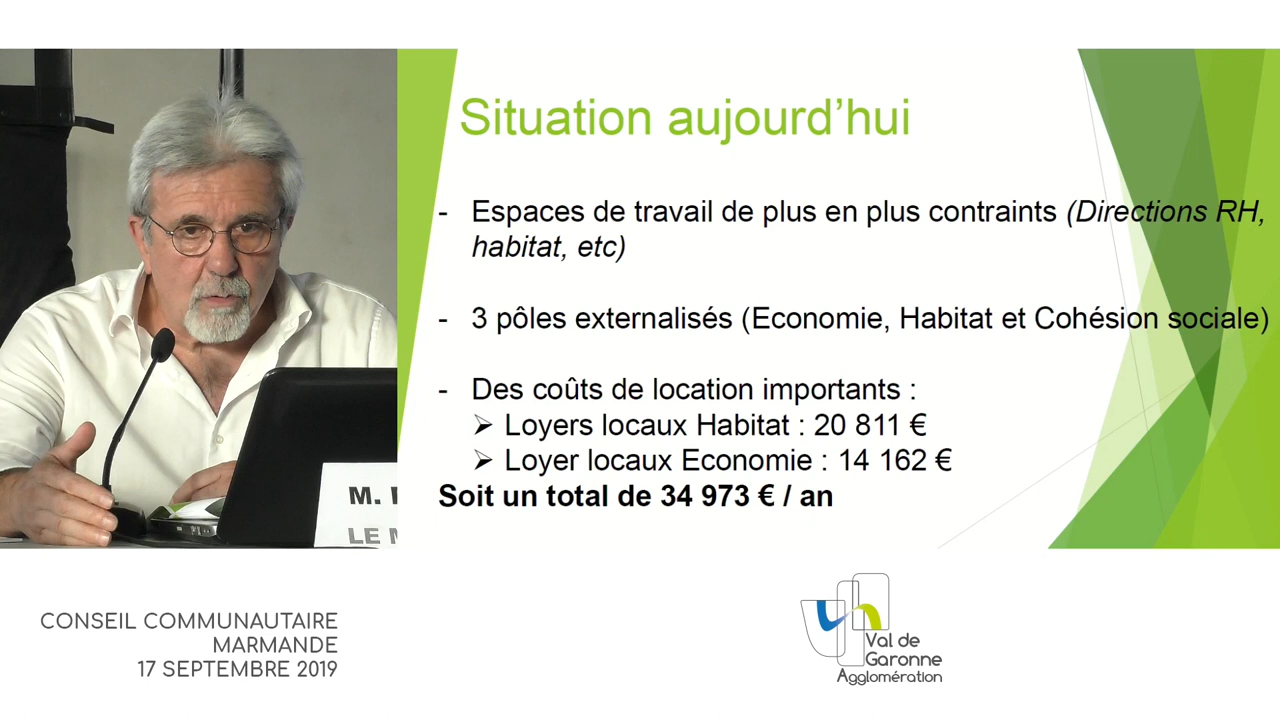 Situation aujourd’hui
- Espaces de travail de plus en plus contraints (Directions RH,
habitat, etc)
- 3 pôles externalisés (Economie, Habitat et Cohésion sociale)
- Des coûts de location importants :
➢ Loyers locaux Habitat : 20 811 €
➢ Loyer locaux Economie : 14 162 €
Soit un total de 34 973 € / an
M.
LE
CONSEIL COMMUNAUTAIRE
MARMANDE
17 SEPTEMBRE 2019
Val de
Garonne
Agglomération